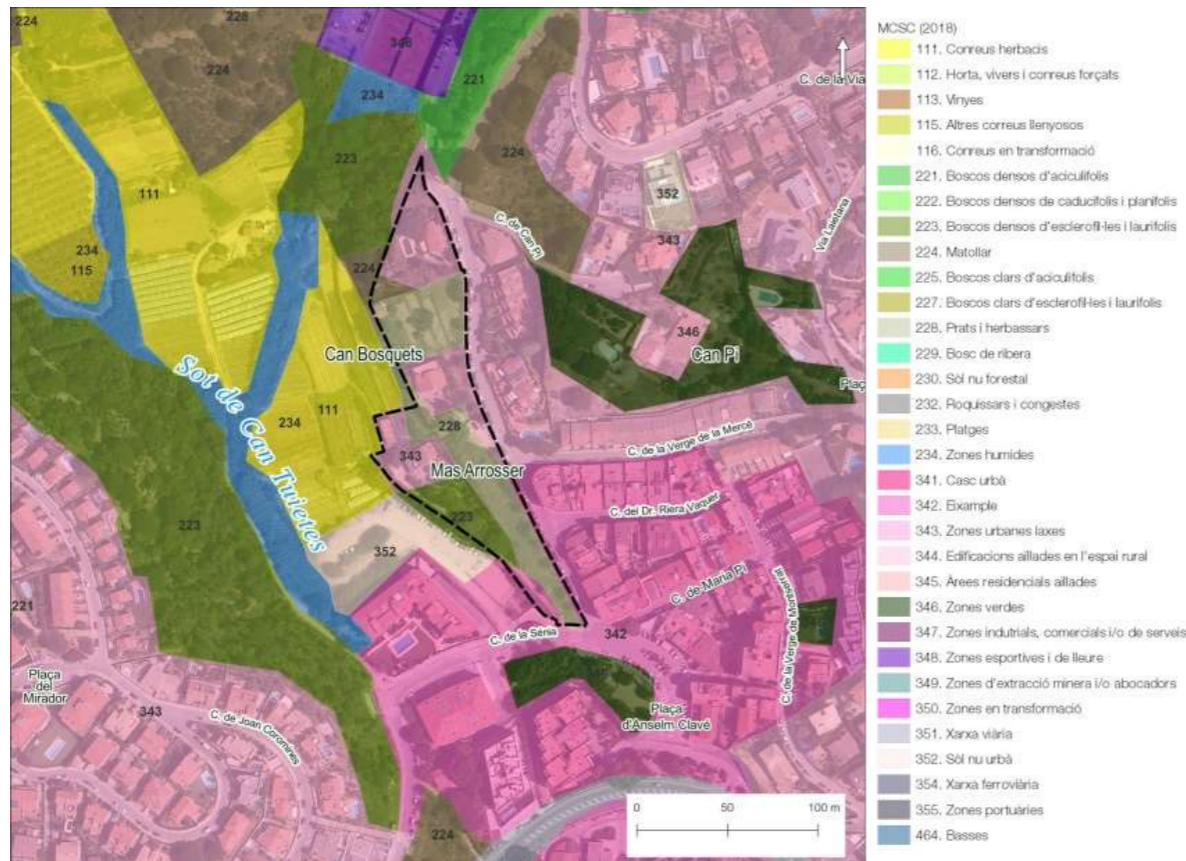 224
228
346
224
221
234
C. de la Via
223
224
111
352
Via Laietana
C. de Can Pi
343
234
115
224
Can Bosquets
346
Can Pi
Plaç
Sot de Can Tuietes
234
111
228
C. de la Verge de la Mercè
343
Mas Arrosser
C. del Dr. Riera Vaquer
223
223
352
C. de Maria Pi
C. de la Verge de Montserrat
221
C. de la Sénia
342
Plaça
del
Mirador
343
C. de Joan Coromines
Plaça
d'Anselm Clavé
224
0 50 100 m
MCSC (2018)
111. Conreus herbacis
112. Horta, vivers i conreus forçats
113. Vinyes
115. Altres correus llenyosos
116. Conreus en transformació
221. Boscos densos d'aciculifolis
222. Boscos densos de caducifolis i planifolis
223. Boscos densos d'esclerofil·les i laurifolis
224. Matollar
225. Boscos clars d'aciculifolis
227. Boscos clars d'esclerofil·les i laurifolis
228. Prats i herbassars
229. Bosc de ribera
230. Sòl nu forestal
232. Roquissars i congestes
233. Platges
234. Zones humides
341. Casc urbà
342. Eixample
343. Zones urbanes laxes
344. Edificacions aïllades en l'espai rural
345. Àrees residencials aïllades
346. Zones verdes
347. Zones indutrials, comercials i/o de serveis
348. Zones esportives i de lleure
349. Zones d'extracció minera i/o abocadors
350. Zones en transformació
351. Xarxa viària
352. Sòl nu urbà
354. Xarxa ferroviària
355. Zones portuàries
464. Basses